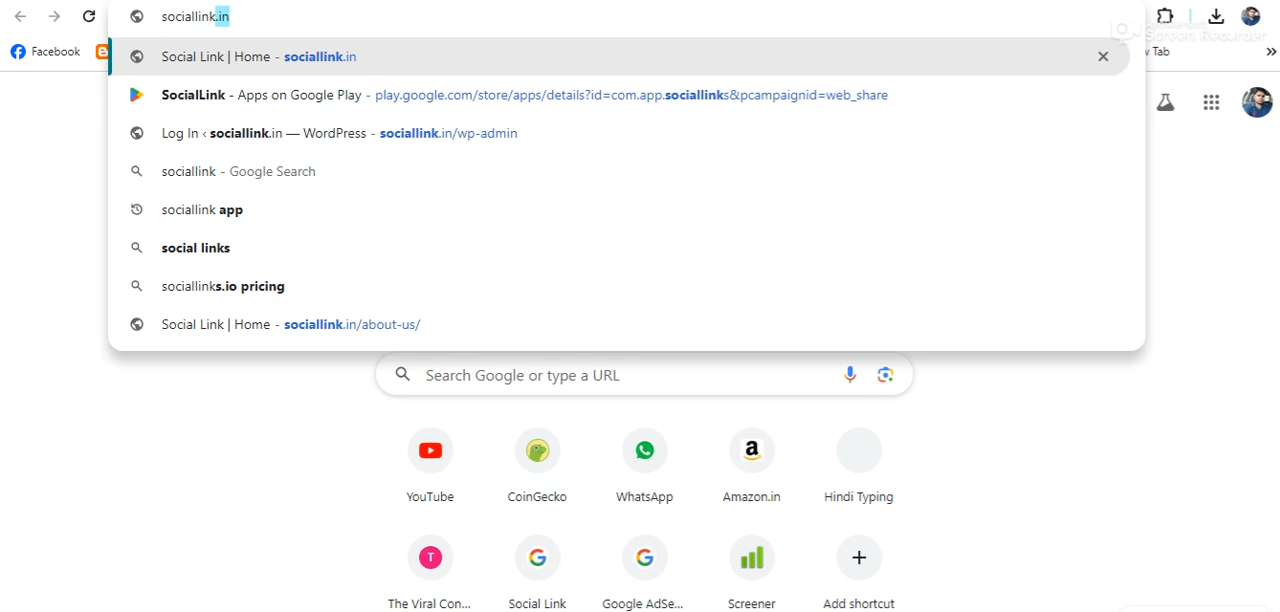 sociallink.in
Facebook
Screen Recorder
Tab
Social Link | Home - sociallink.in
SocialLink - Apps on Google Play - play.google.com/store/apps/details?id=com.app.sociallinks&pcampaignid=web_share
Log In ‹ sociallink.in — WordPress - sociallink.in/wp-admin
sociallink - Google Search
sociallink app
social links
sociallinks.io pricing
Social Link | Home - sociallink.in/about-us/
Search Google or type a URL
YouTube CoinGecko WhatsApp Amazon.in Hindi Typing
a
T
The Viral Con... Social Link Google AdSe... Screener Add shortcut